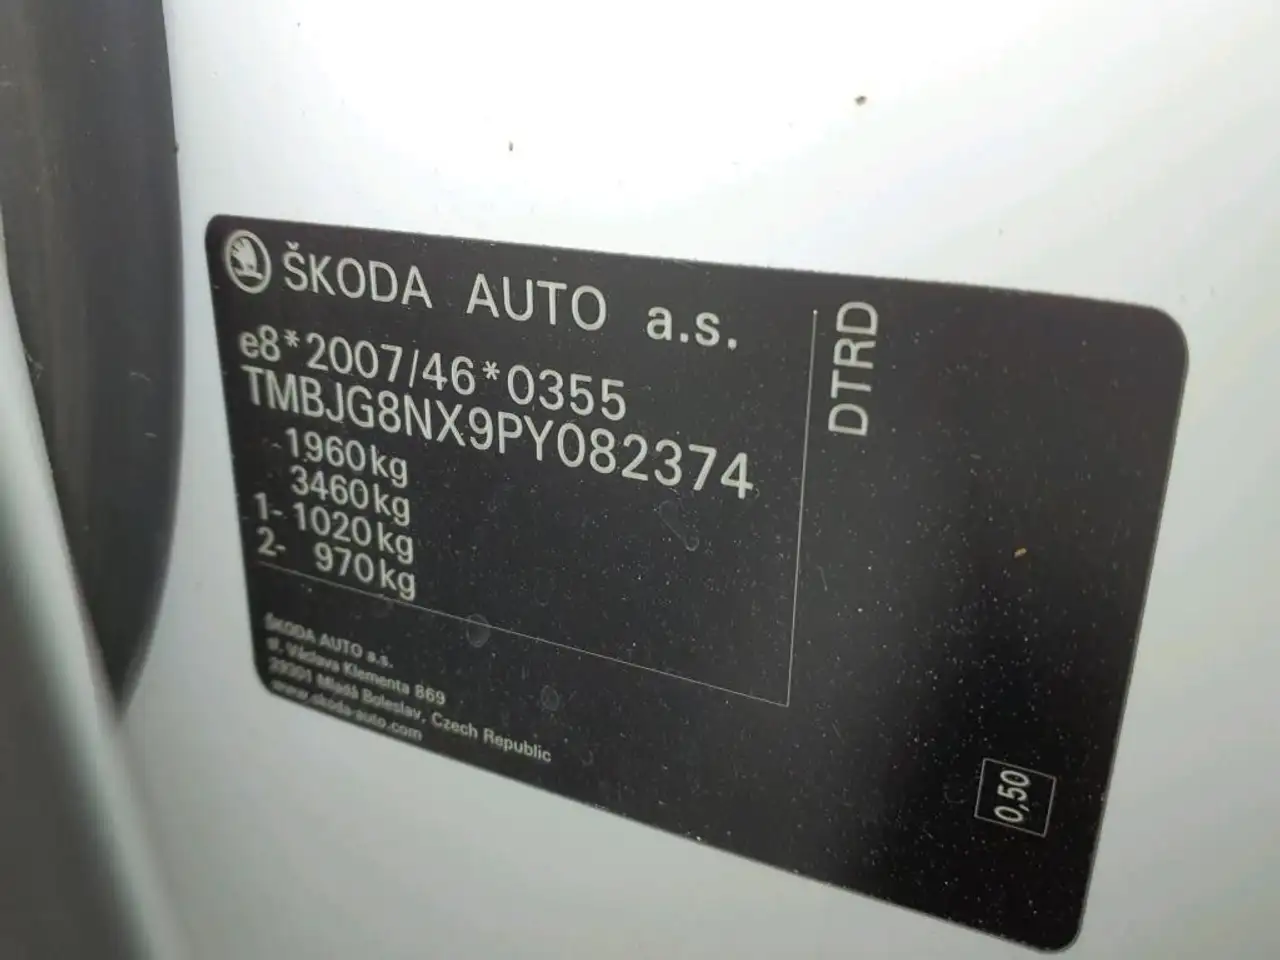 ŠKODA AUTO a.s.
e8*2007/46*0355
TMBJG8NX9PY082374
-1960kg
3460kg
1-1020kg
2- 970kg
ŠKODA AUTO a.s.
tř. Václava Klementa 869
29301 Mladá Boleslav, Czech Republic
www.skoda-auto.com
DTRD
0,50